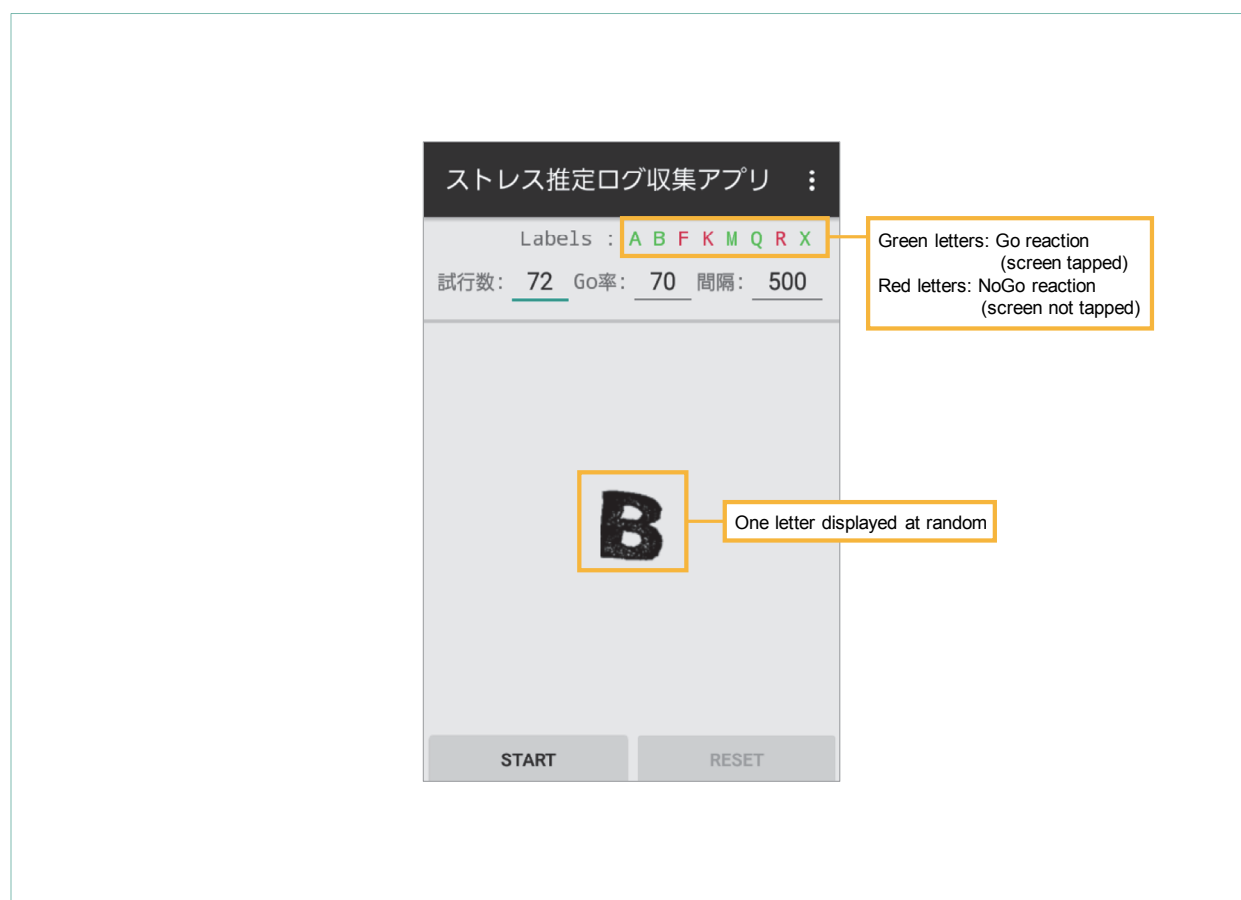 ストレス推定ログ収集アプリ
Labels : A B F K M Q R X
試行数: 72 Go率: 70 間隔: 500
Green letters: Go reaction
(screen tapped)
Red letters: NoGo reaction
(screen not tapped)
B
One letter displayed at random
START RESET